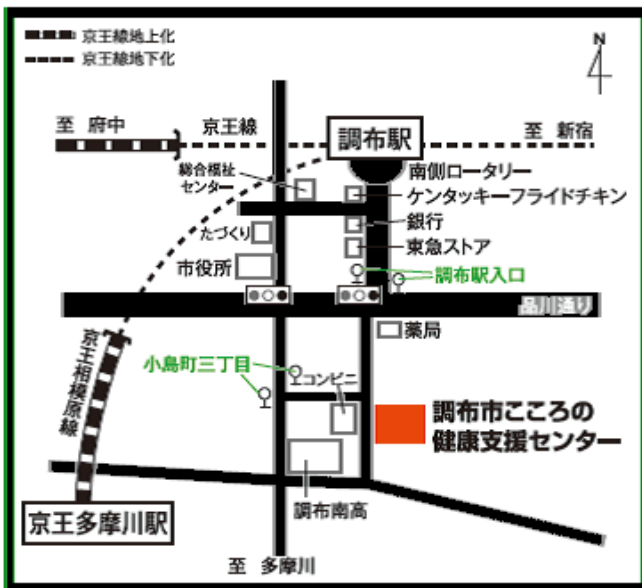 京王線地上化
京王線地下化
N
至 府中
京王線
調布駅
至 新宿
総合福祉
センター
南側ロータリー
ケンタッキーフライドチキン
たづくり
銀行
市役所
東急ストア
調布駅入口
品川通り
薬局
京王相模原線
小島町三丁目
コンビニ
調布市こころの
健康支援センター
調布南高
京王多摩川駅
至 多摩川